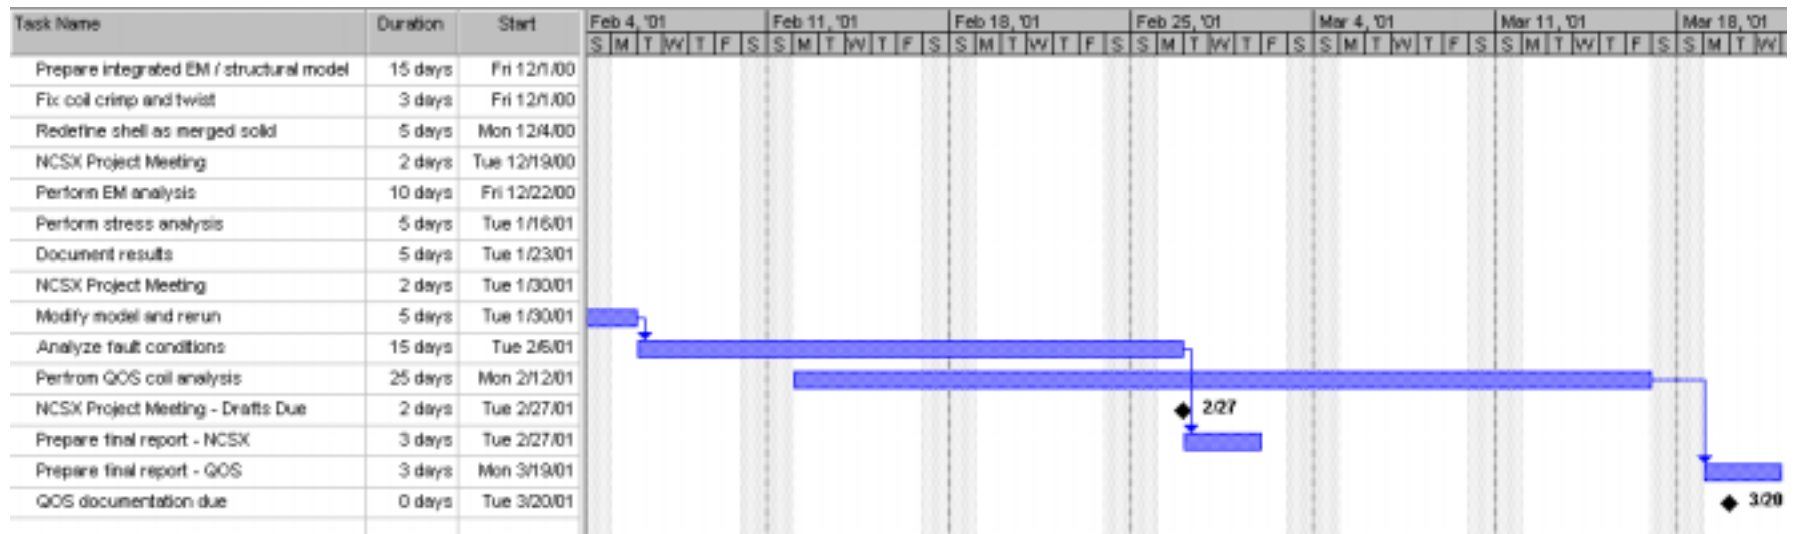 Task Name Duration Start Feb 4, '01 Feb 11, '01 Feb 18, '01 Feb 25, '01 Mar 4, '01 Mar 11, '01 Mar 18, '01
S M T W T F S S M T W T F S S M T W T F S S M T W T F S S M T W T F S S M T W T F S S M T W
Prepare integrated EM / structural model 15 days Fri 12/1/00
Fix coil crimp and twist 3 days Fri 12/1/00
Redefine shell as merged solid 5 days Mon 12/4/00
NCSX Project Meeting 2 days Tue 12/19/00
Perform EM analysis 10 days Fri 12/22/00
Perform stress analysis 5 days Tue 1/16/01
Document results 5 days Tue 1/23/01
NCSX Project Meeting 2 days Tue 1/30/01
Modify model and rerun 5 days Tue 1/30/01
Analyze fault conditions 15 days Tue 2/6/01
Perfrom QOS coil analysis 25 days Mon 2/12/01
NCSX Project Meeting - Drafts Due 2 days Tue 2/27/01 2/27
Prepare final report - NCSX 3 days Tue 2/27/01
Prepare final report - QOS 3 days Mon 3/19/01
QOS documentation due 0 days Tue 3/20/01 3/20